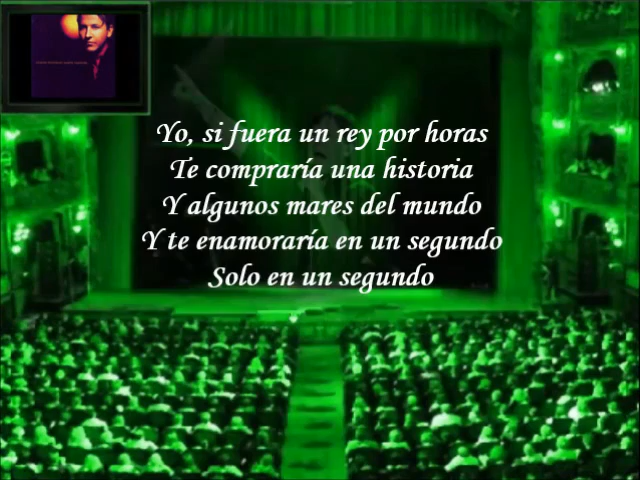 Yo, si fuera un rey por horas
Te compraría una historia
Y algunos mares del mundo
Y te enamoraría en un segundo
Solo en un segundo